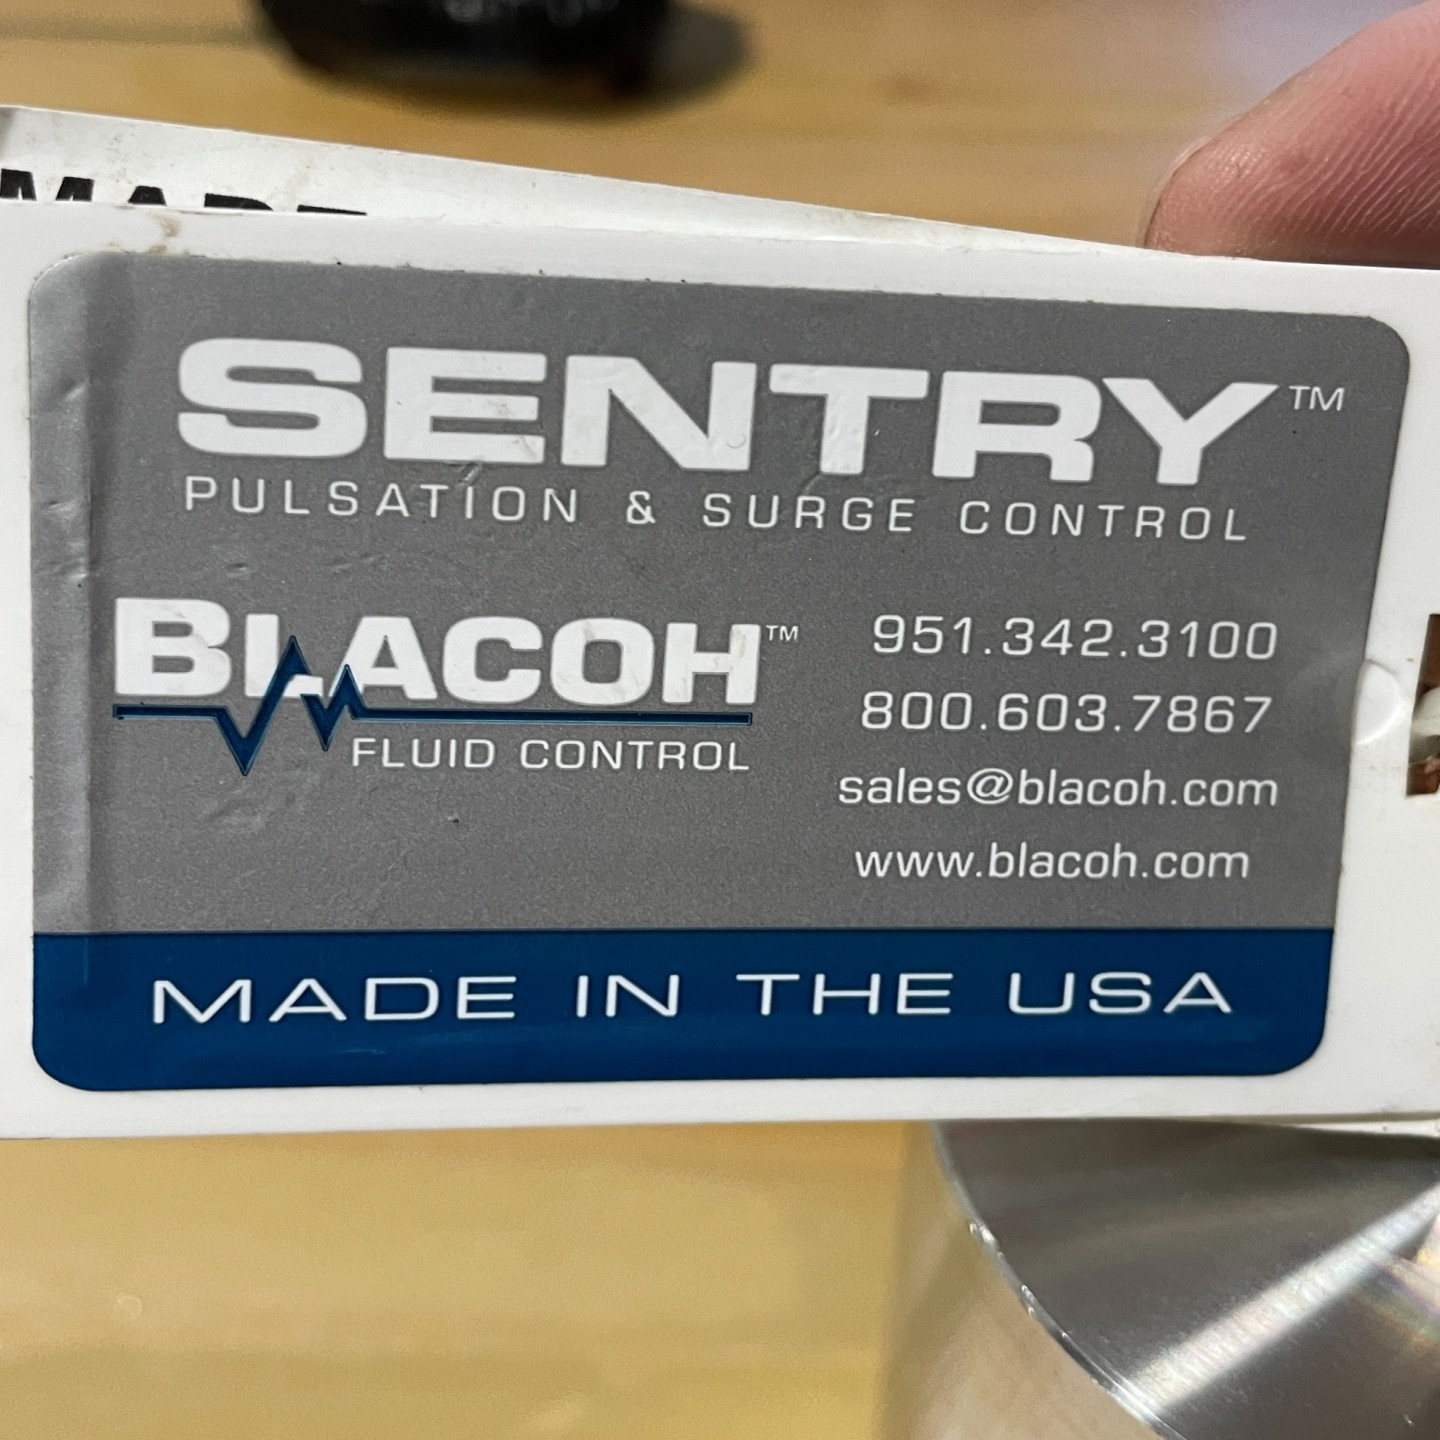 SENTRY™
PULSATION & SURGE CONTROL
BLACOH™
FLUID CONTROL
951.342.3100
800.603.7867
sales@blacoh.com
www.blacoh.com
MADE IN THE USA